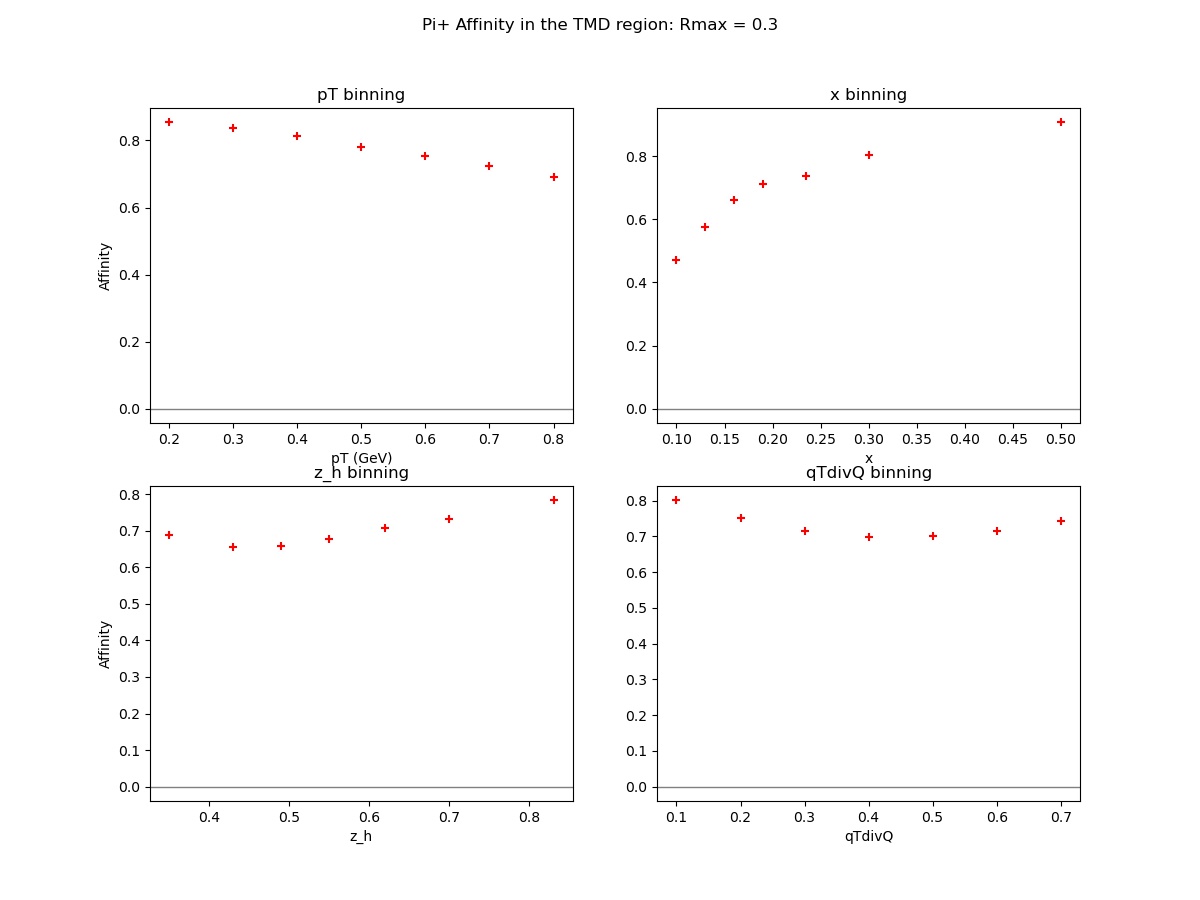 Pi+ Affinity in the TMD region: Rmax = 0.3
pT binning
Affinity
0.8
0.6
0.4
0.2
0.0
0.2 0.3 0.4 0.5 0.6 0.7 0.8
pT (GeV)
x binning
0.8
0.6
0.4
0.2
0.0
0.10 0.15 0.20 0.25 0.30 0.35 0.40 0.45 0.50
x
z_h binning
Affinity
0.8
0.7
0.6
0.5
0.4
0.3
0.2
0.1
0.0
0.4 0.5 0.6 0.7 0.8
z_h
qTdivQ binning
0.8
0.7
0.6
0.5
0.4
0.3
0.2
0.1
0.0
0.1 0.2 0.3 0.4 0.5 0.6 0.7
qTdivQ